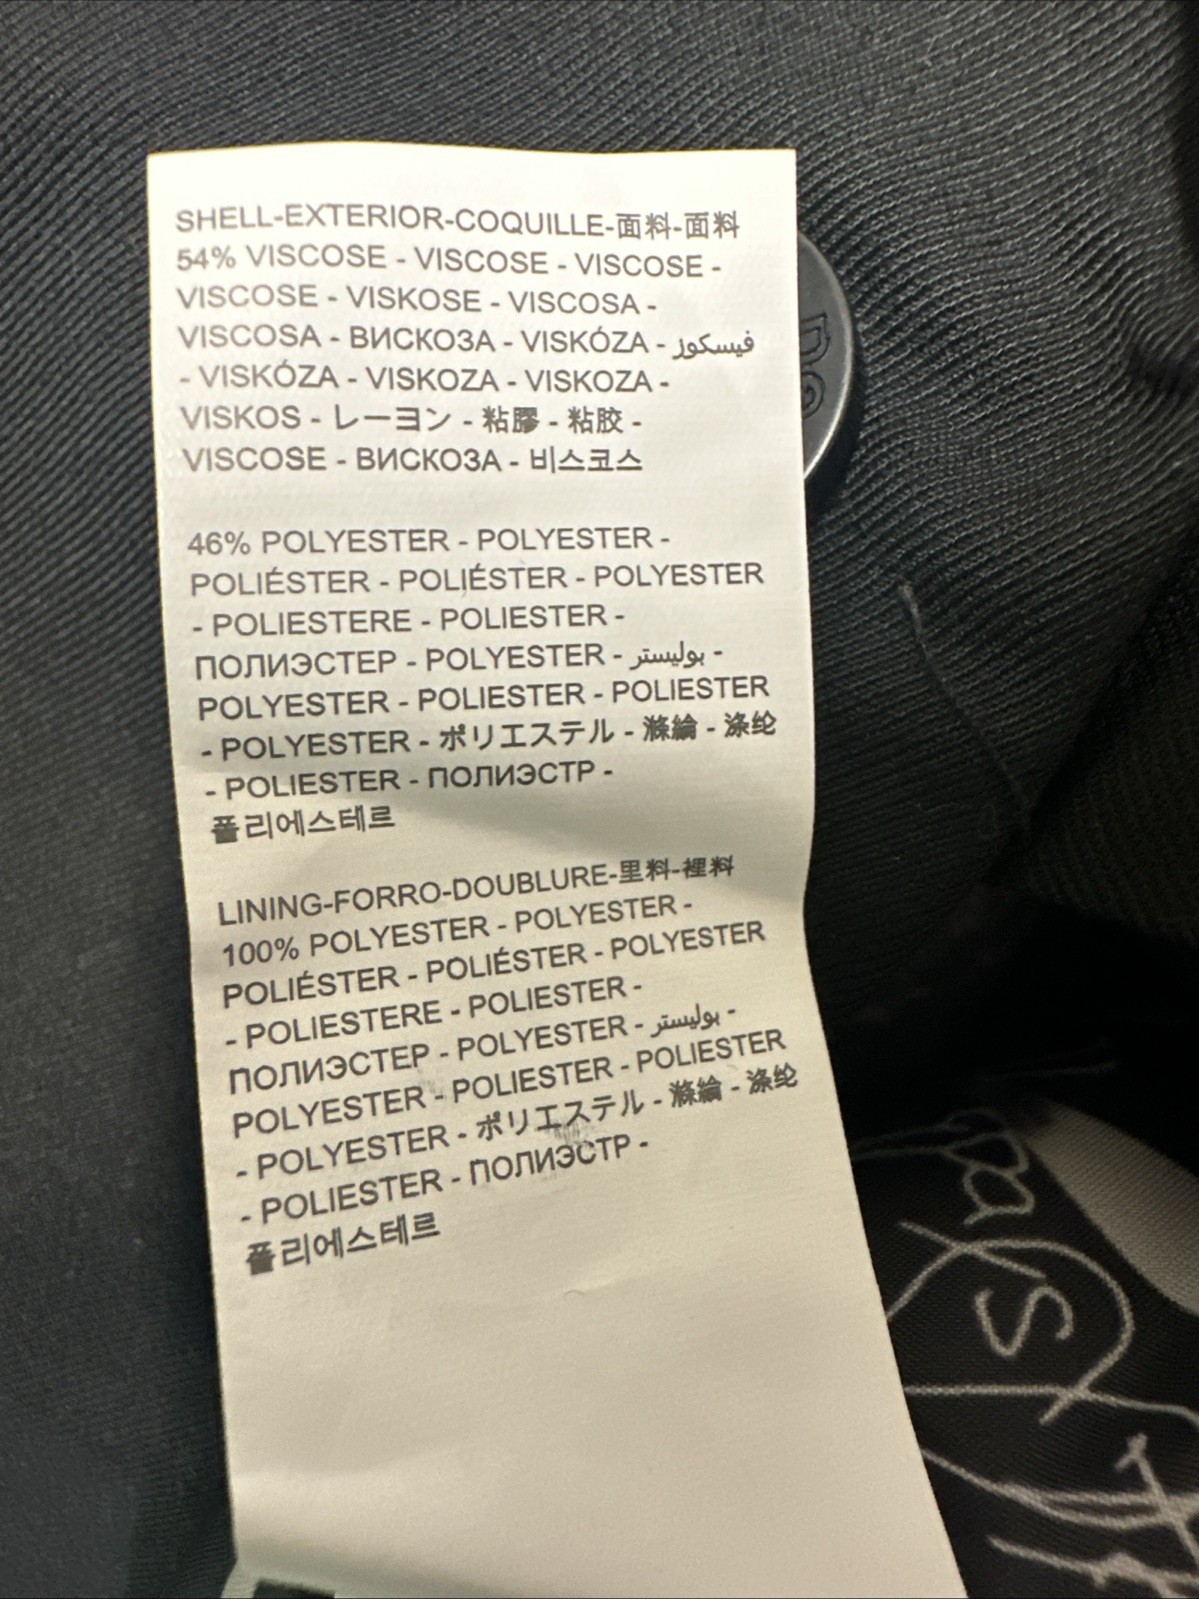 SHELL-EXTERIOR-COQUILLE-面料-面料
54% VISCOSE - VISCOSE - VISCOSE -
VISCOSE - VISKOSE - VISCOSA -
VISCOSA - ВИСКОЗА - VISKÓZA - فيسكوز
- VISKÓZA - VISKOZA - VISKOZA -
VISKOS - レーヨン - 粘膠 - 粘胶 -
VISCOSE - ВИСКОЗА - 비스코스
46% POLYESTER - POLYESTER -
POLIÉSTER - POLIÉSTER - POLYESTER
- POLIESTERE - POLIESTER -
ПОЛИЭСТЕР - POLYESTER - بوليستر -
POLYESTER - POLIESTER - POLIESTER
- POLYESTER - ポリエステル - 滌綸 - 涤纶
- POLIESTER - ПОЛИЭСТР -
폴리에스테르
LINING-FORRO-DOUBLURE-里料-裡料
100% POLYESTER - POLYESTER -
POLIÉSTER - POLIÉSTER - POLYESTER
- POLIESTERE - POLIESTER -
ПОЛИЭСТЕР - POLYESTER - بوليستر -
POLYESTER - POLIESTER - POLIESTER
- POLYESTER - ポリエステル - 滌綸 - 涤纶
- POLIESTER - ПОЛИЭСТР -
폴리에스테르